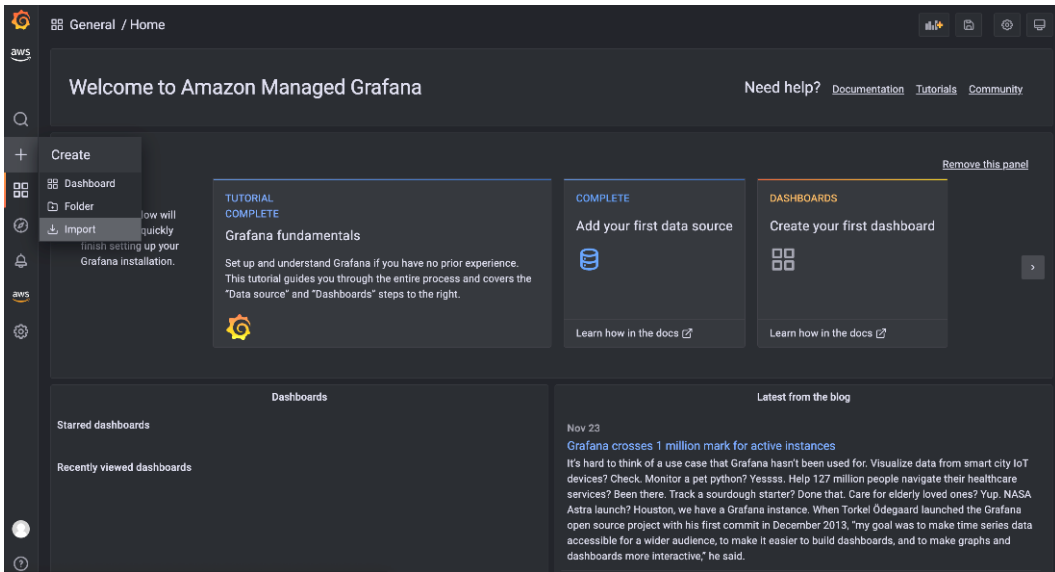 General / Home
aws
Welcome to Amazon Managed Grafana
Need help? Documentation Tutorials Community
Create
Dashboard
Folder
Import
Remove this panel
low will
quickly
finish setting up your
Grafana installation.
TUTORIAL
COMPLETE
Grafana fundamentals
Set up and understand Grafana if you have no prior experience.
This tutorial guides you through the entire process and covers the
"Data source" and "Dashboards" steps to the right.
COMPLETE
Add your first data source
Learn how in the docs
DASHBOARDS
Create your first dashboard
Learn how in the docs
aws
Dashboards
Starred dashboards
Recently viewed dashboards
Latest from the blog
Nov 23
Grafana crosses 1 million mark for active instances
It's hard to think of a use case that Grafana hasn't been used for. Visualize data from smart city IoT
devices? Check. Monitor a pet python? Yessss. Help 127 million people navigate their healthcare
services? Been there. Track a sourdough starter? Done that. Care for elderly loved ones? Yup. NASA
Astra launch? Houston, we have a Grafana instance. When Torkel Ödegaard launched the Grafana
open source project with his first commit in December 2013, "my goal was to make time series data
accessible for a wider audience, to make it easier to build dashboards, and to make graphs and
dashboards more interactive," he said.